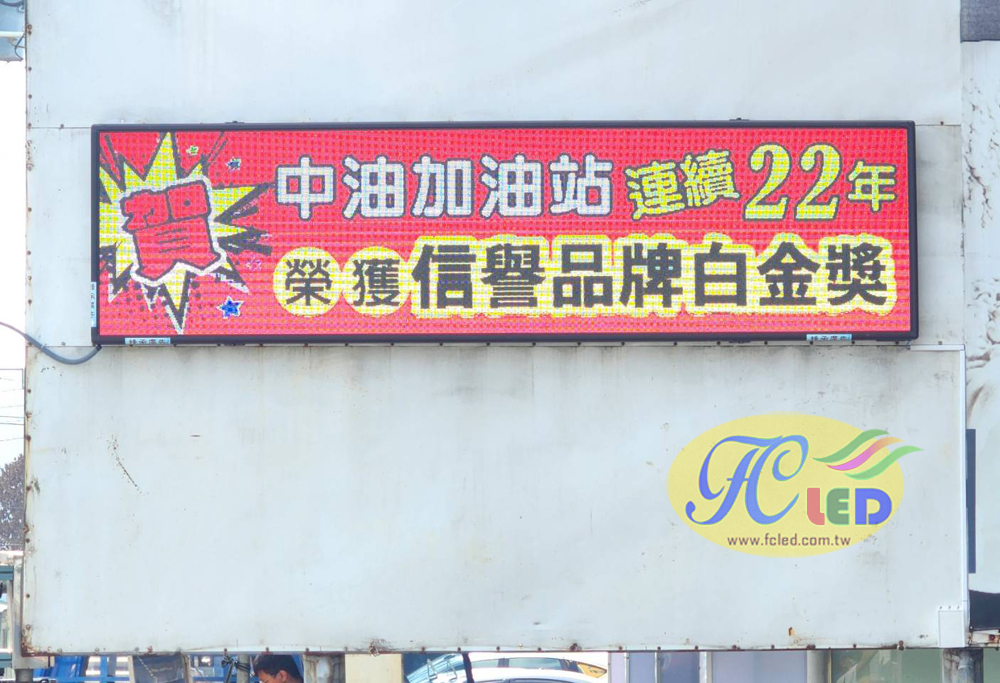 賀
中油加油站 連續22年
榮獲信譽品牌白金獎
FC LED
www.fcled.com.tw